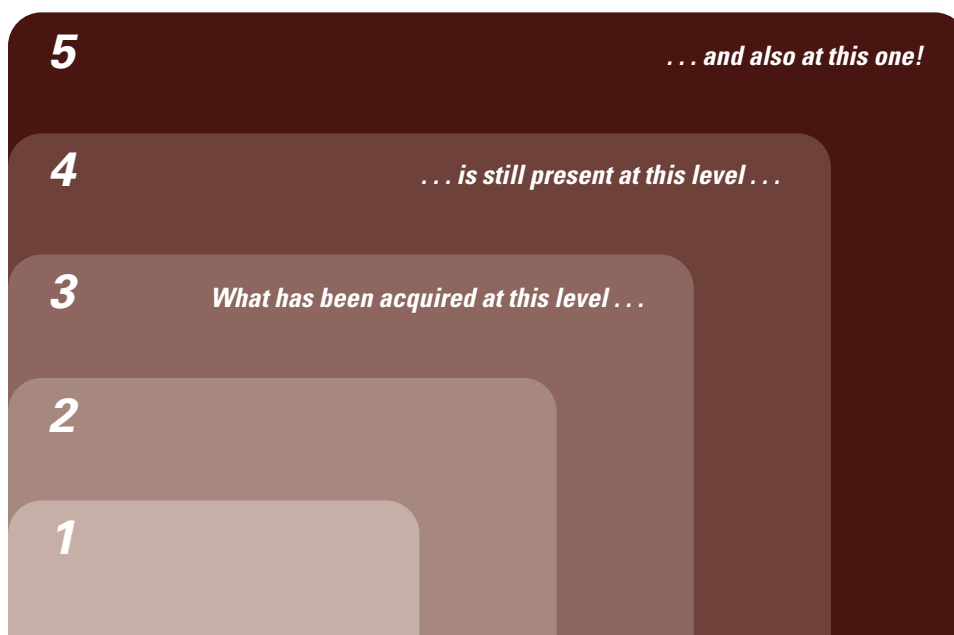 5
. . . and also at this one!
4
. . . is still present at this level . . .
3
What has been acquired at this level . . .
2
1